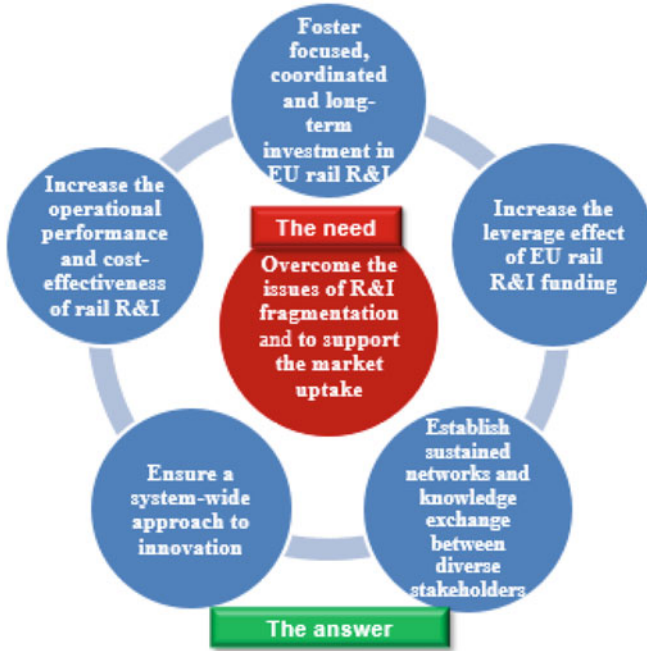 Foster
focused,
coordinated
and long-
term
investment in
EU rail R&I
Increase the
leverage effect
of EU rail
R&I funding
Establish
sustained
networks and
knowledge
exchange
between
diverse
stakeholders
Ensure a
system-wide
approach to
innovation
Increase the
operational
performance
and cost-
effectiveness
of rail R&I
The need
Overcome the
issues of R&I
fragmentation
and to support
the market
uptake
The answer